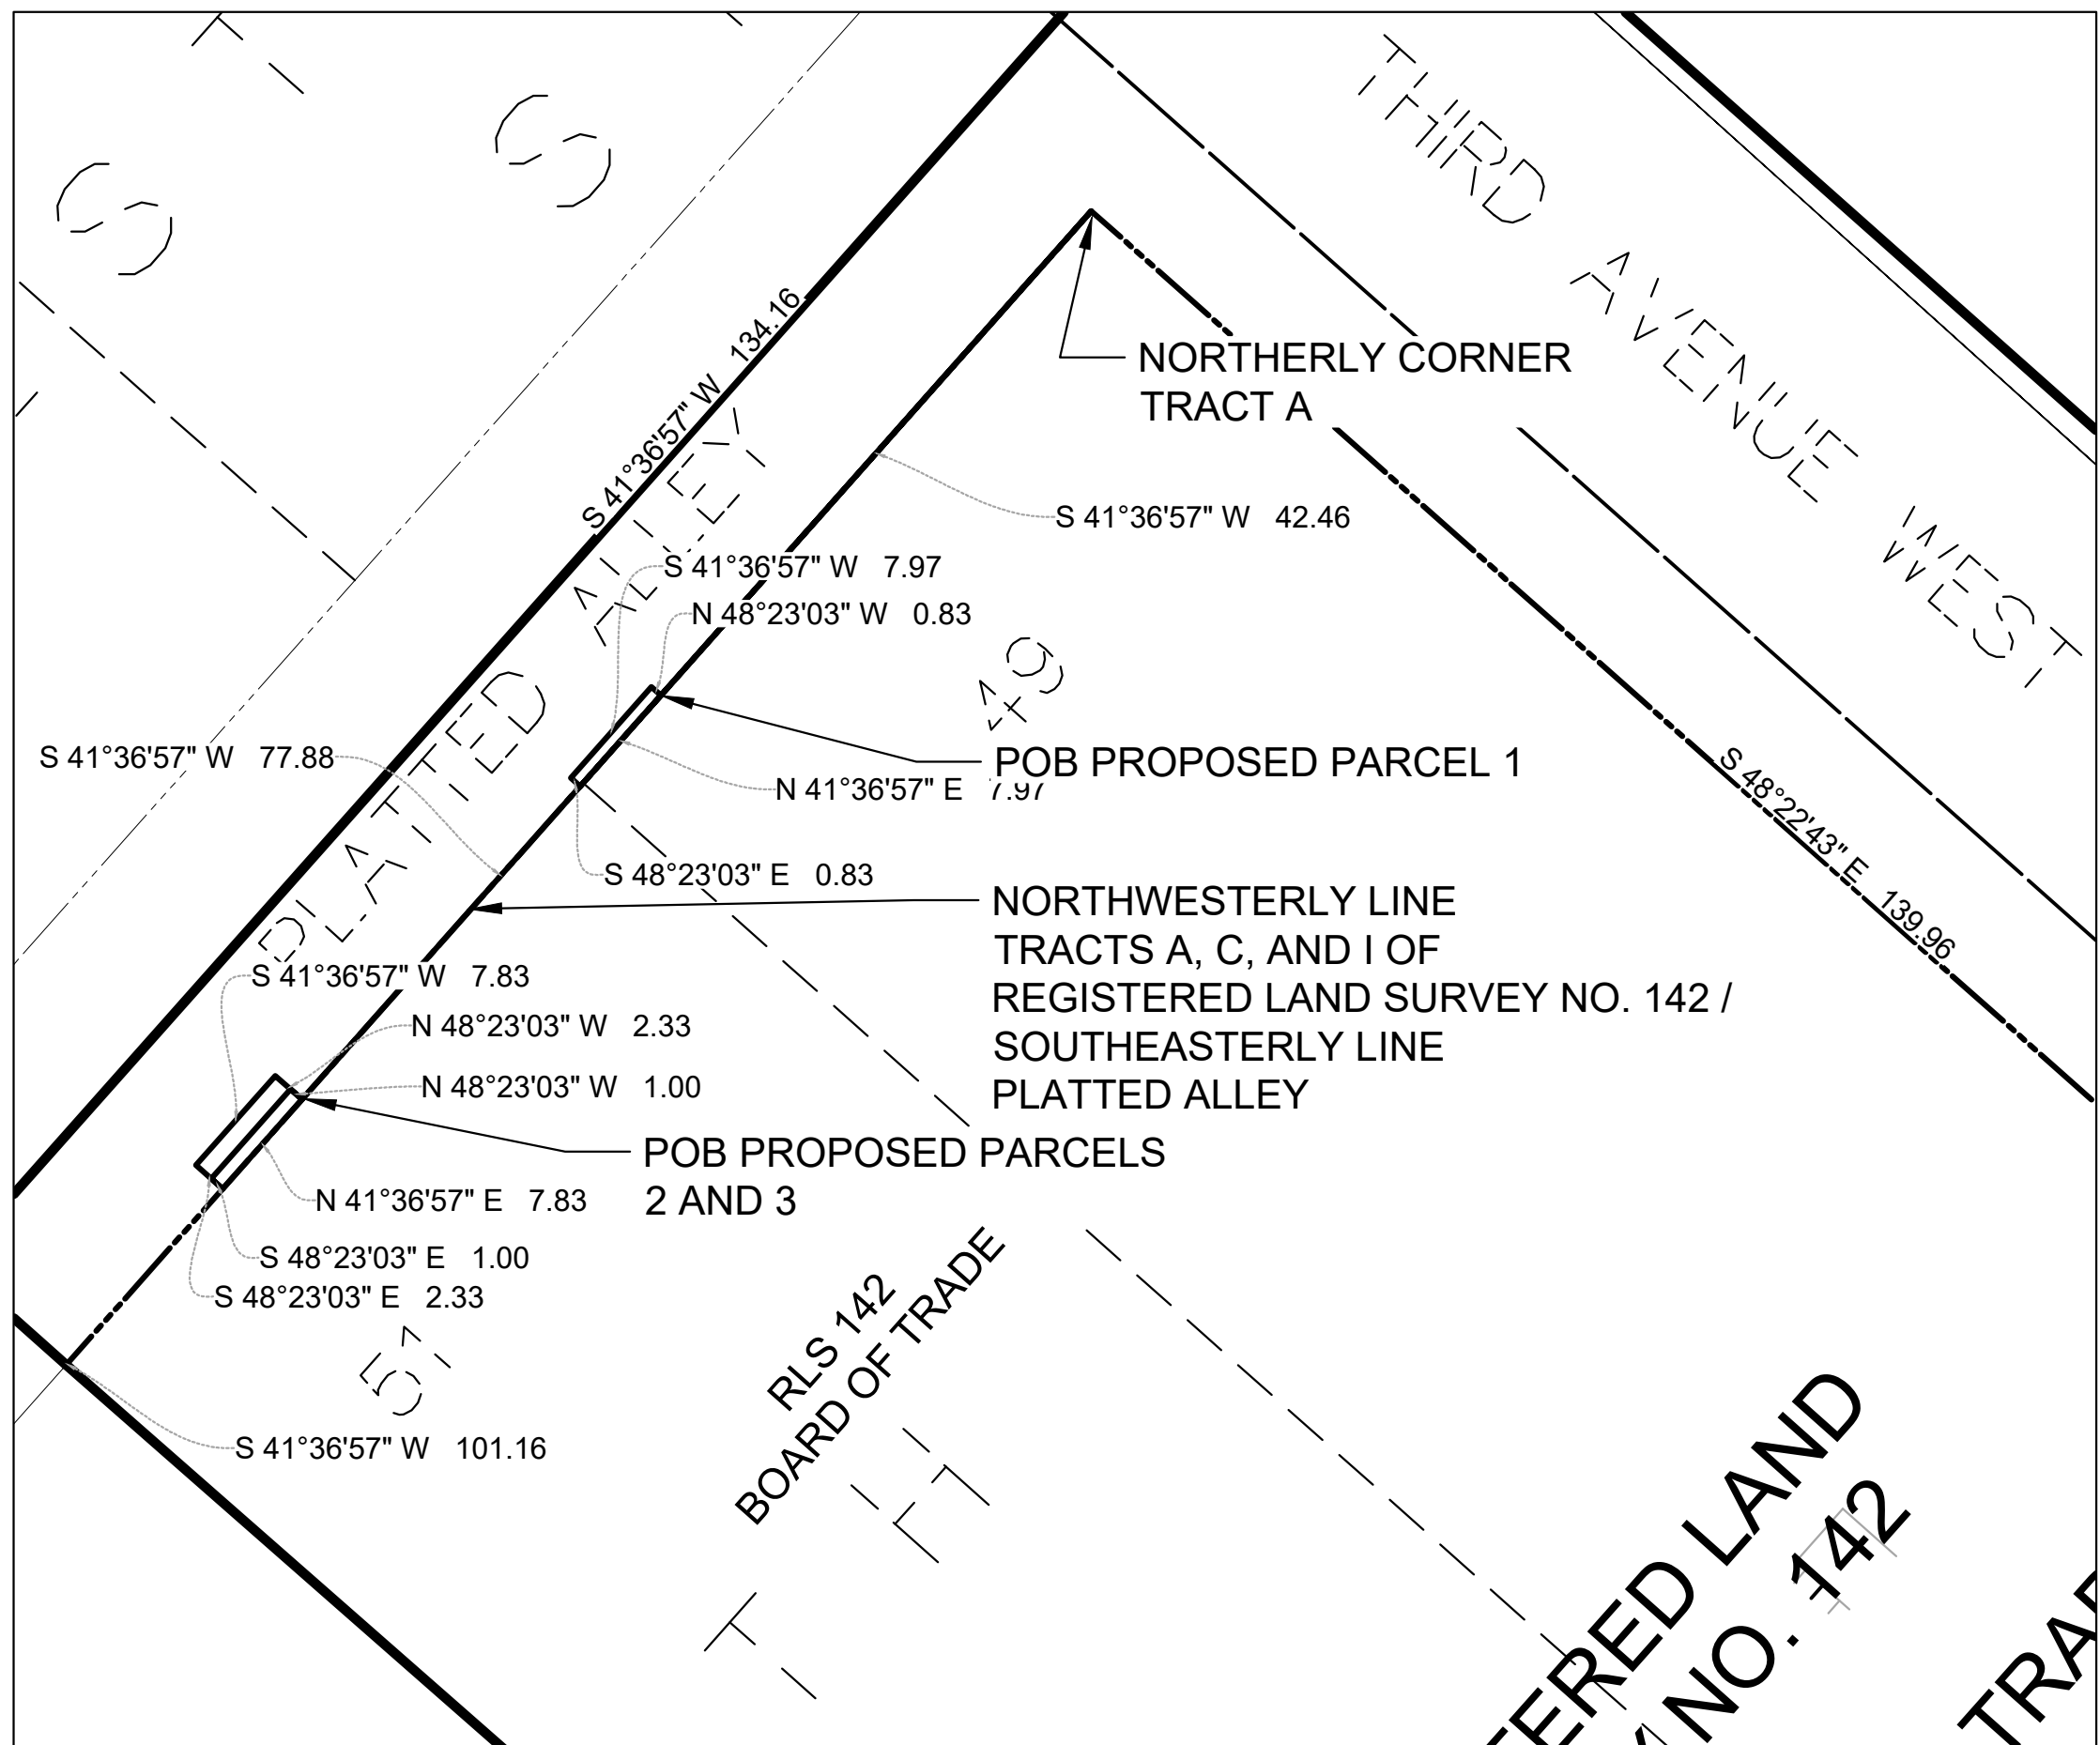 S
S
THIRD AVENUE WEST
S 41°36'57" W 134.16
NORTHERLY CORNER
TRACT A
S 41°36'57" W 42.46
PLATTED ALLEY
S 41°36'57" W 7.97
N 48°23'03" W 0.83
49
POB PROPOSED PARCEL 1
S 41°36'57" W 77.88
N 41°36'57" E 7.97
S 48°22'43" E 139.96
S 48°23'03" E 0.83
NORTHWESTERLY LINE
TRACTS A, C, AND I OF
REGISTERED LAND SURVEY NO. 142 /
SOUTHEASTERLY LINE
PLATTED ALLEY
S 41°36'57" W 7.83
N 48°23'03" W 2.33
N 48°23'03" W 1.00
POB PROPOSED PARCELS
2 AND 3
N 41°36'57" E 7.83
S 48°23'03" E 1.00
S 48°23'03" E 2.33
51
S 41°36'57" W 101.16
RLS 142
BOARD OF TRADE
TERED LAND
NO. 142
TRA